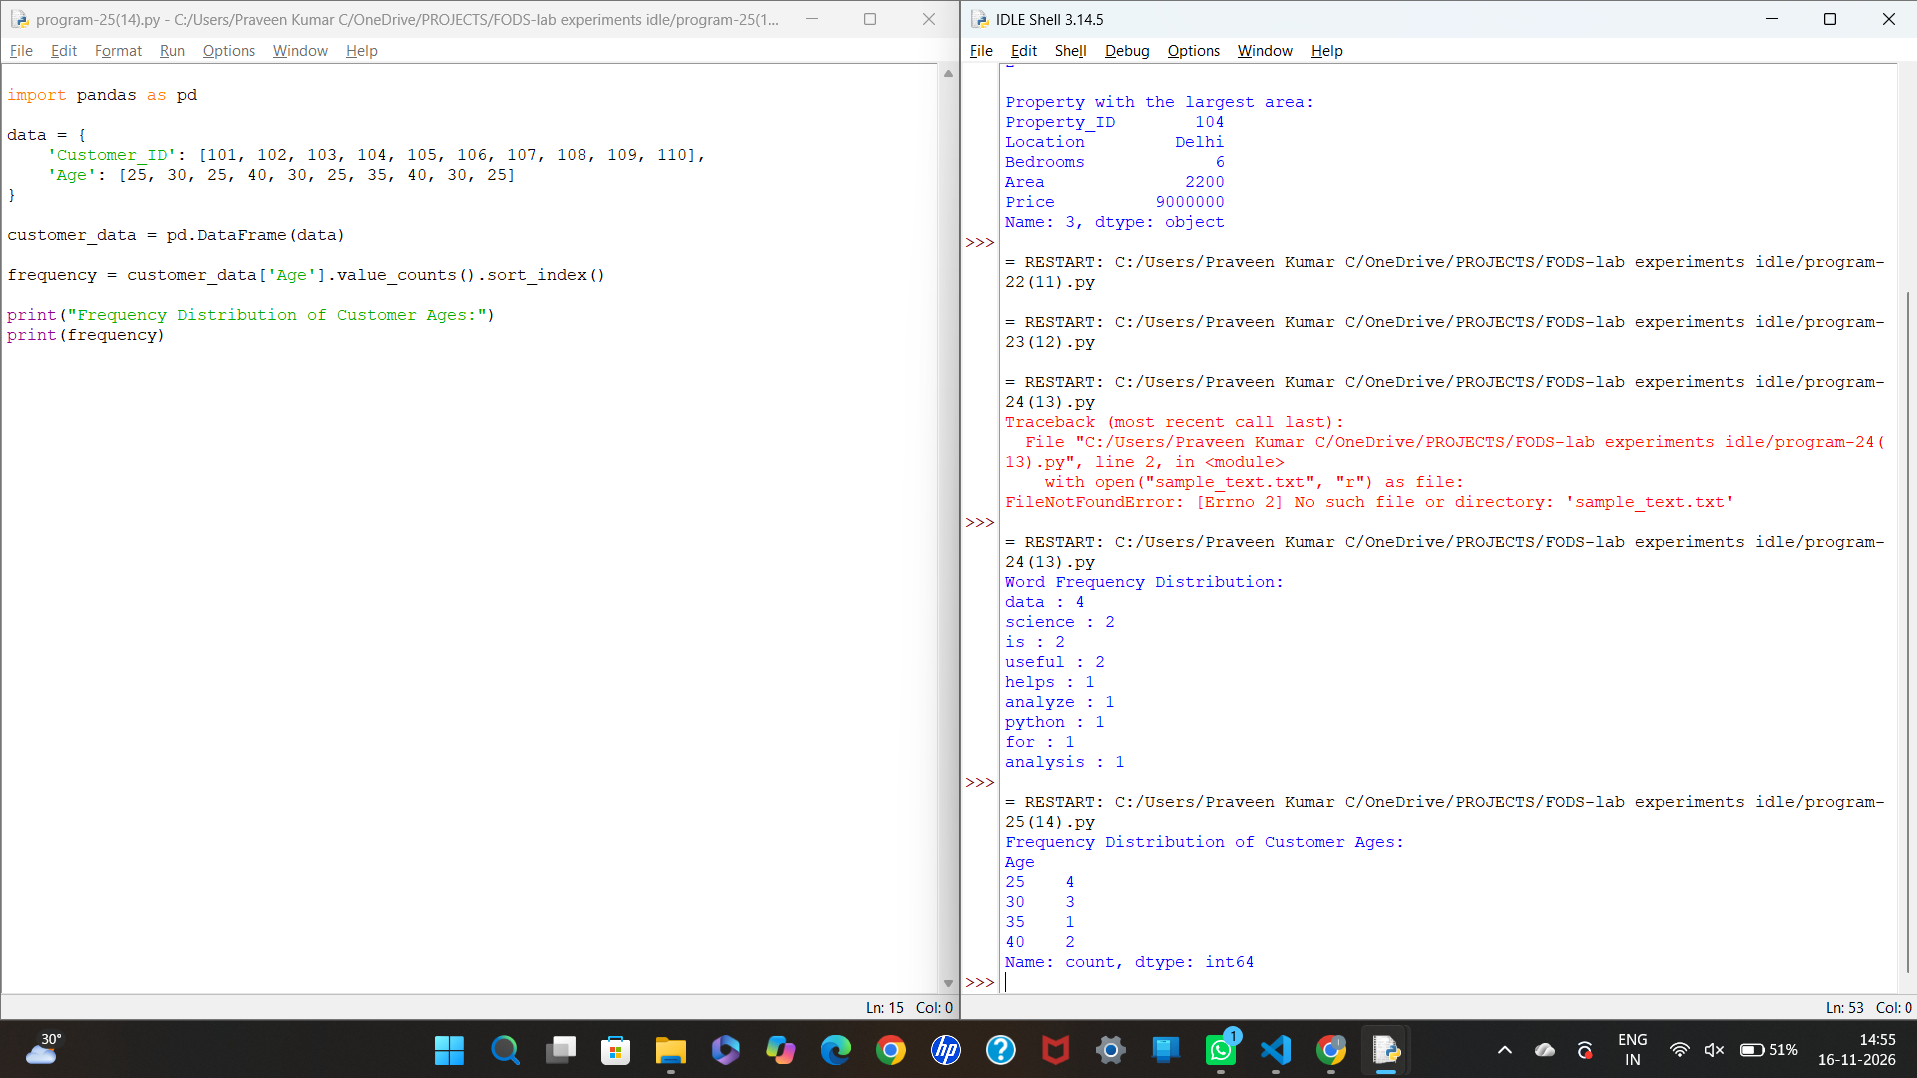 program-25(14).py - C:/Users/Praveen Kumar C/OneDrive/PROJECTS/FODS-lab experiments idle/program-25(1...
File Edit Format Run Options Window Help
import pandas as pd
data = {
    'Customer_ID': [101, 102, 103, 104, 105, 106, 107, 108, 109, 110],
    'Age': [25, 30, 25, 40, 30, 25, 35, 40, 30, 25]
}
customer_data = pd.DataFrame(data)
frequency = customer_data['Age'].value_counts().sort_index()
print("Frequency Distribution of Customer Ages:")
print(frequency)
Ln: 15 Col: 0
IDLE Shell 3.14.5
File Edit Shell Debug Options Window Help
Property with the largest area:
Property_ID        104
Location         Delhi
Bedrooms             6
Area              2200
Price          9000000
Name: 3, dtype: object
>>>
= RESTART: C:/Users/Praveen Kumar C/OneDrive/PROJECTS/FODS-lab experiments idle/program-
22(11).py
= RESTART: C:/Users/Praveen Kumar C/OneDrive/PROJECTS/FODS-lab experiments idle/program-
23(12).py
= RESTART: C:/Users/Praveen Kumar C/OneDrive/PROJECTS/FODS-lab experiments idle/program-
24(13).py
Traceback (most recent call last):
  File "C:/Users/Praveen Kumar C/OneDrive/PROJECTS/FODS-lab experiments idle/program-24(
13).py", line 2, in <module>
    with open("sample_text.txt", "r") as file:
FileNotFoundError: [Errno 2] No such file or directory: 'sample_text.txt'
>>>
= RESTART: C:/Users/Praveen Kumar C/OneDrive/PROJECTS/FODS-lab experiments idle/program-
24(13).py
Word Frequency Distribution:
data : 4
science : 2
is : 2
useful : 2
helps : 1
analyze : 1
python : 1
for : 1
analysis : 1
>>>
= RESTART: C:/Users/Praveen Kumar C/OneDrive/PROJECTS/FODS-lab experiments idle/program-
25(14).py
Frequency Distribution of Customer Ages:
Age
25    4
30    3
35    1
40    2
Name: count, dtype: int64
>>>
Ln: 53 Col: 0
30°
hp
?
1
ENG
IN
51%
14:55
16-11-2026